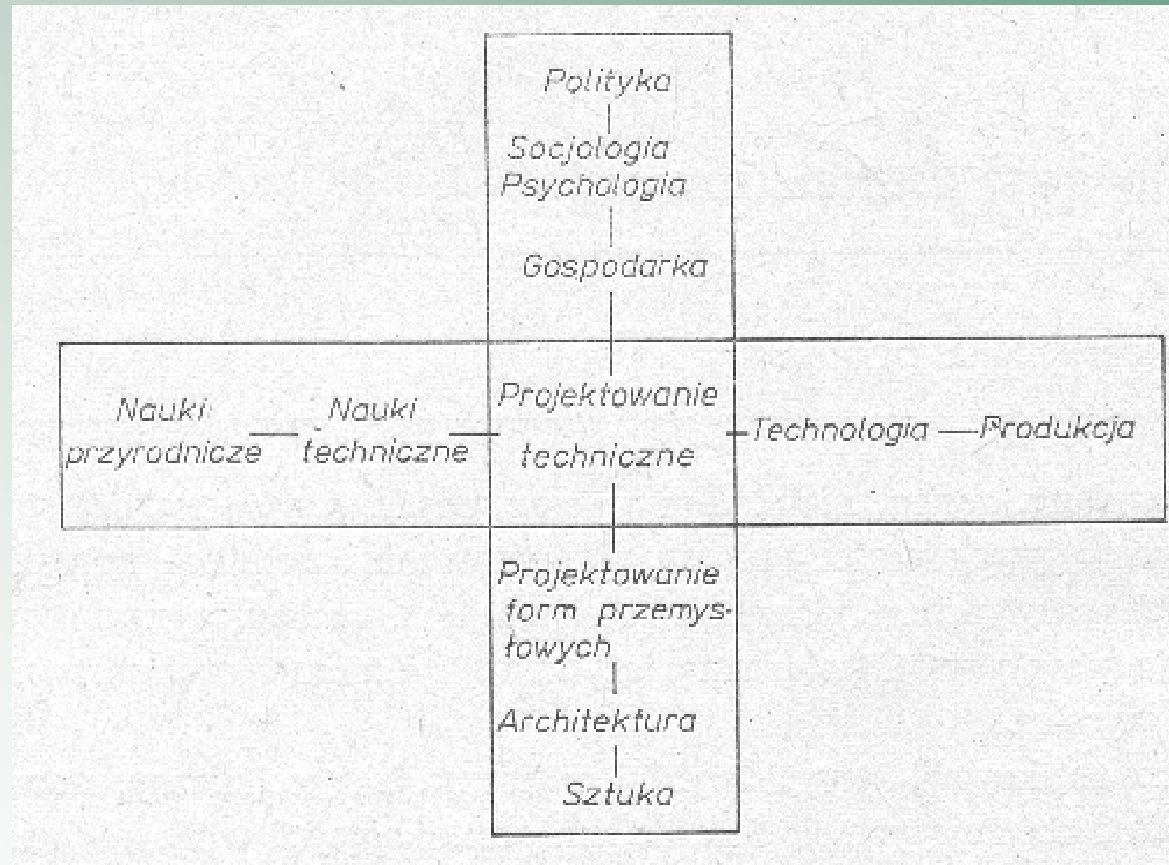 Polityka
Socjologia
Psychologia
Gospodarka
Nauki
przyrodnicze
Nauki
techniczne
Projektowanie
techniczne
Technologia
Produkcja
Projektowanie
form przemys-
łowych
Architektura
Sztuka